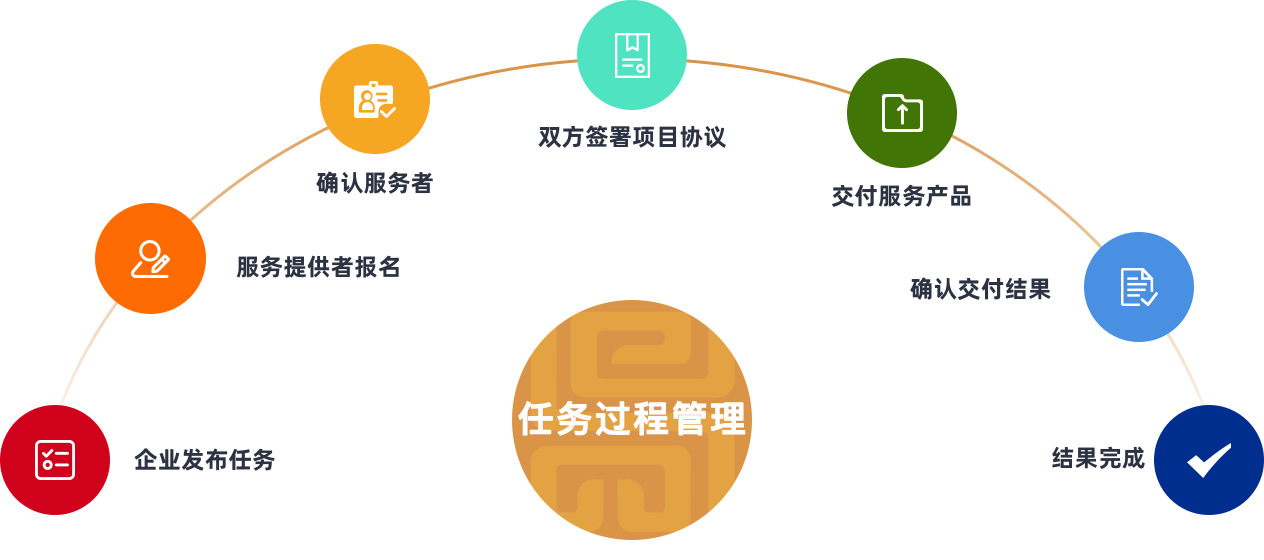 双方签署项目协议
确认服务者
交付服务产品
服务提供者报名
确认交付结果
任务过程管理
企业发布任务
结果完成